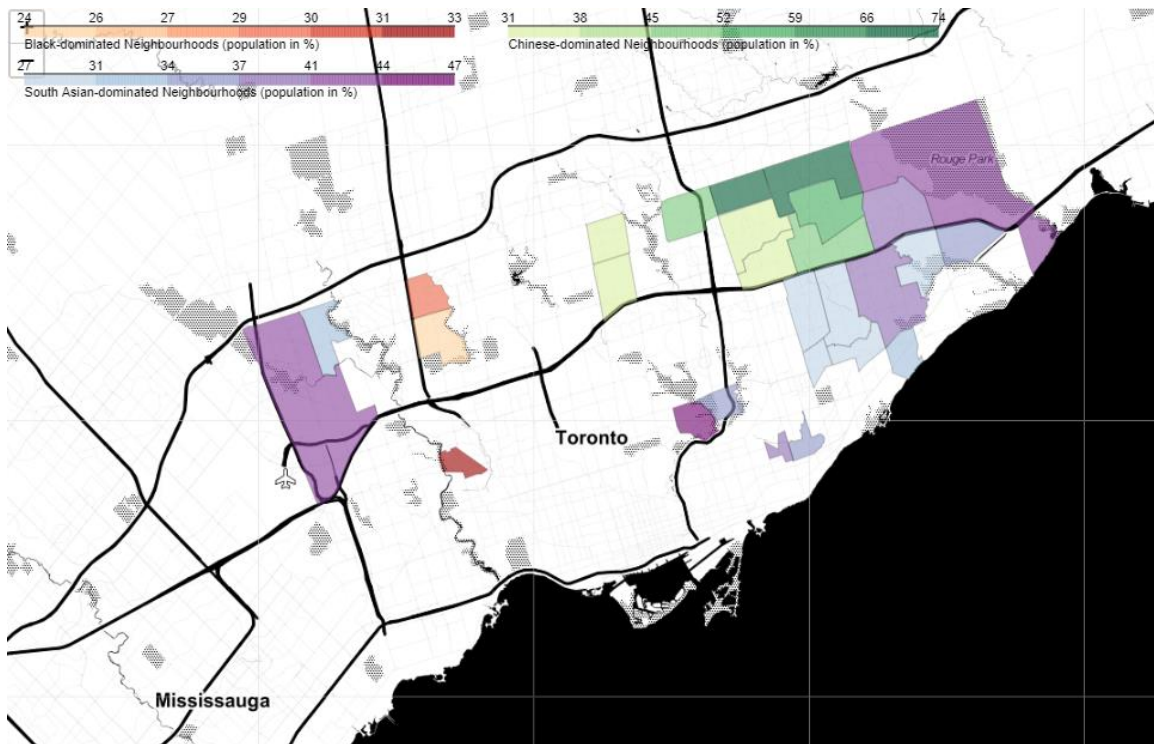 24 26 27 29 30 31 33
Black-dominated Neighbourhoods (population in %)
31 38 45 52 59 66 74
Chinese-dominated Neighbourhoods (population in %)
27 31 34 37 41 44 47
South Asian-dominated Neighbourhoods (population in %)
Rouge Park
Toronto
Mississauga